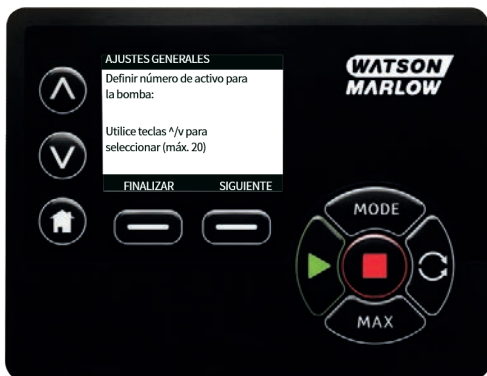 AJUSTES GENERALES
Definir número de activo para
la bomba:
Utilice teclas ^/v para
seleccionar (máx. 20)
FINALIZAR SIGUIENTE
WATSON
MARLOW
MODE
MAX